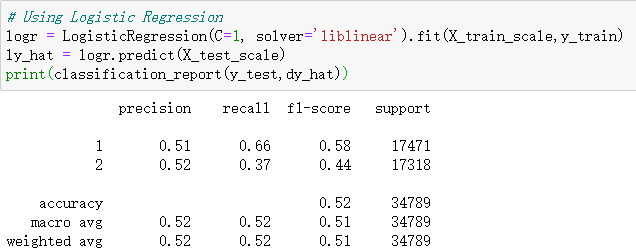 # Using Logistic Regression
logr = LogisticRegression(C=1, solver='liblinear').fit(X_train_scale,y_train)
ly_hat = logr.predict(X_test_scale)
print(classification_report(y_test,dy_hat))
precision recall f1-score support
1 0.51 0.66 0.58 17471
2 0.52 0.37 0.44 17318
accuracy 0.52 34789
macro avg 0.52 0.52 0.51 34789
weighted avg 0.52 0.52 0.51 34789